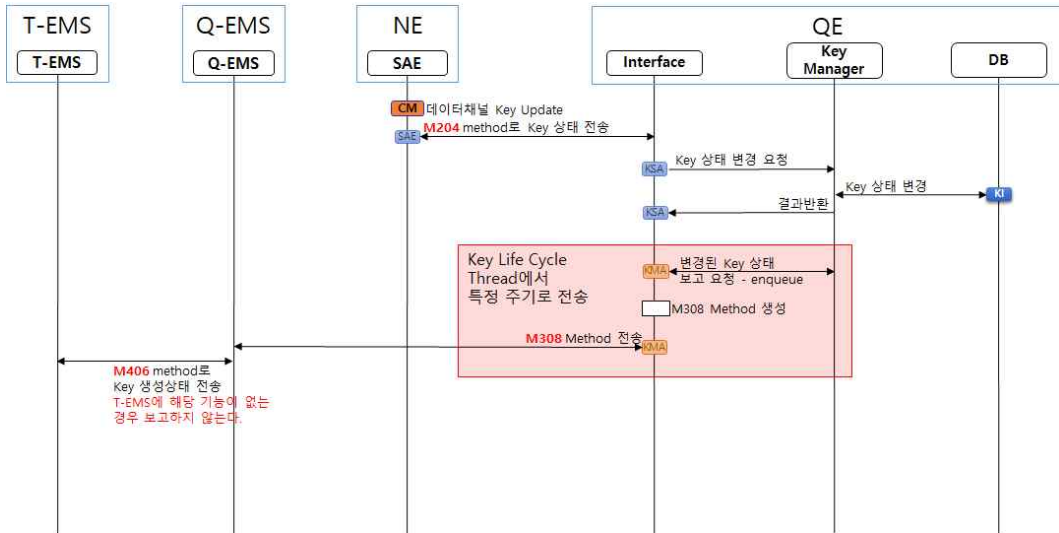 T-EMS
Q-EMS
NE
QE
T-EMS
Q-EMS
SAE
Interface
Key
Manager
DB
CM 데이터채널 Key Update
SAE
M204 method로 Key 상태 전송
KSA
Key 상태 변경 요청
Key 상태 변경
KI
KSA
결과반환
Key Life Cycle
Thread에서
특정 주기로 전송
KMA
변경된 Key 상태
보고 요청 - enqueue
M308 Method 생성
M308 Method 전송
KMA
M406 method로
Key 생성상태 전송
T-EMS에 해당 기능이 없는
경우 보고하지 않는다.